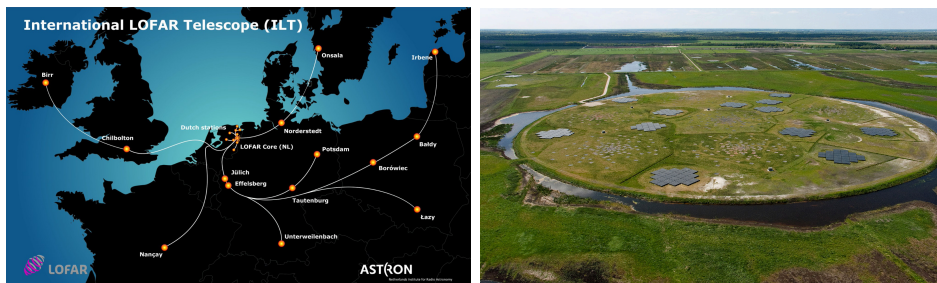 International LOFAR Telescope (ILT)
Onsala
Irbene
Birr
Dutch stations
Norderstedt
Chilbolton
LOFAR Core (NL)
Baldy
Potsdam
Borówiec
Jülich
Effelsberg
Tautenburg
Łazy
Unterweilenbach
Nançay
LOFAR
ASTRON
Netherlands Institute for Radio Astronomy